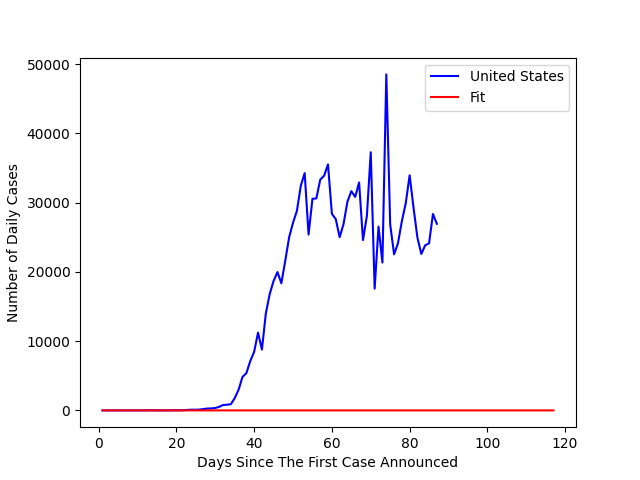 50000
40000
30000
20000
10000
0
Number of Daily Cases
United States
Fit
0 20 40 60 80 100 120
Days Since The First Case Announced